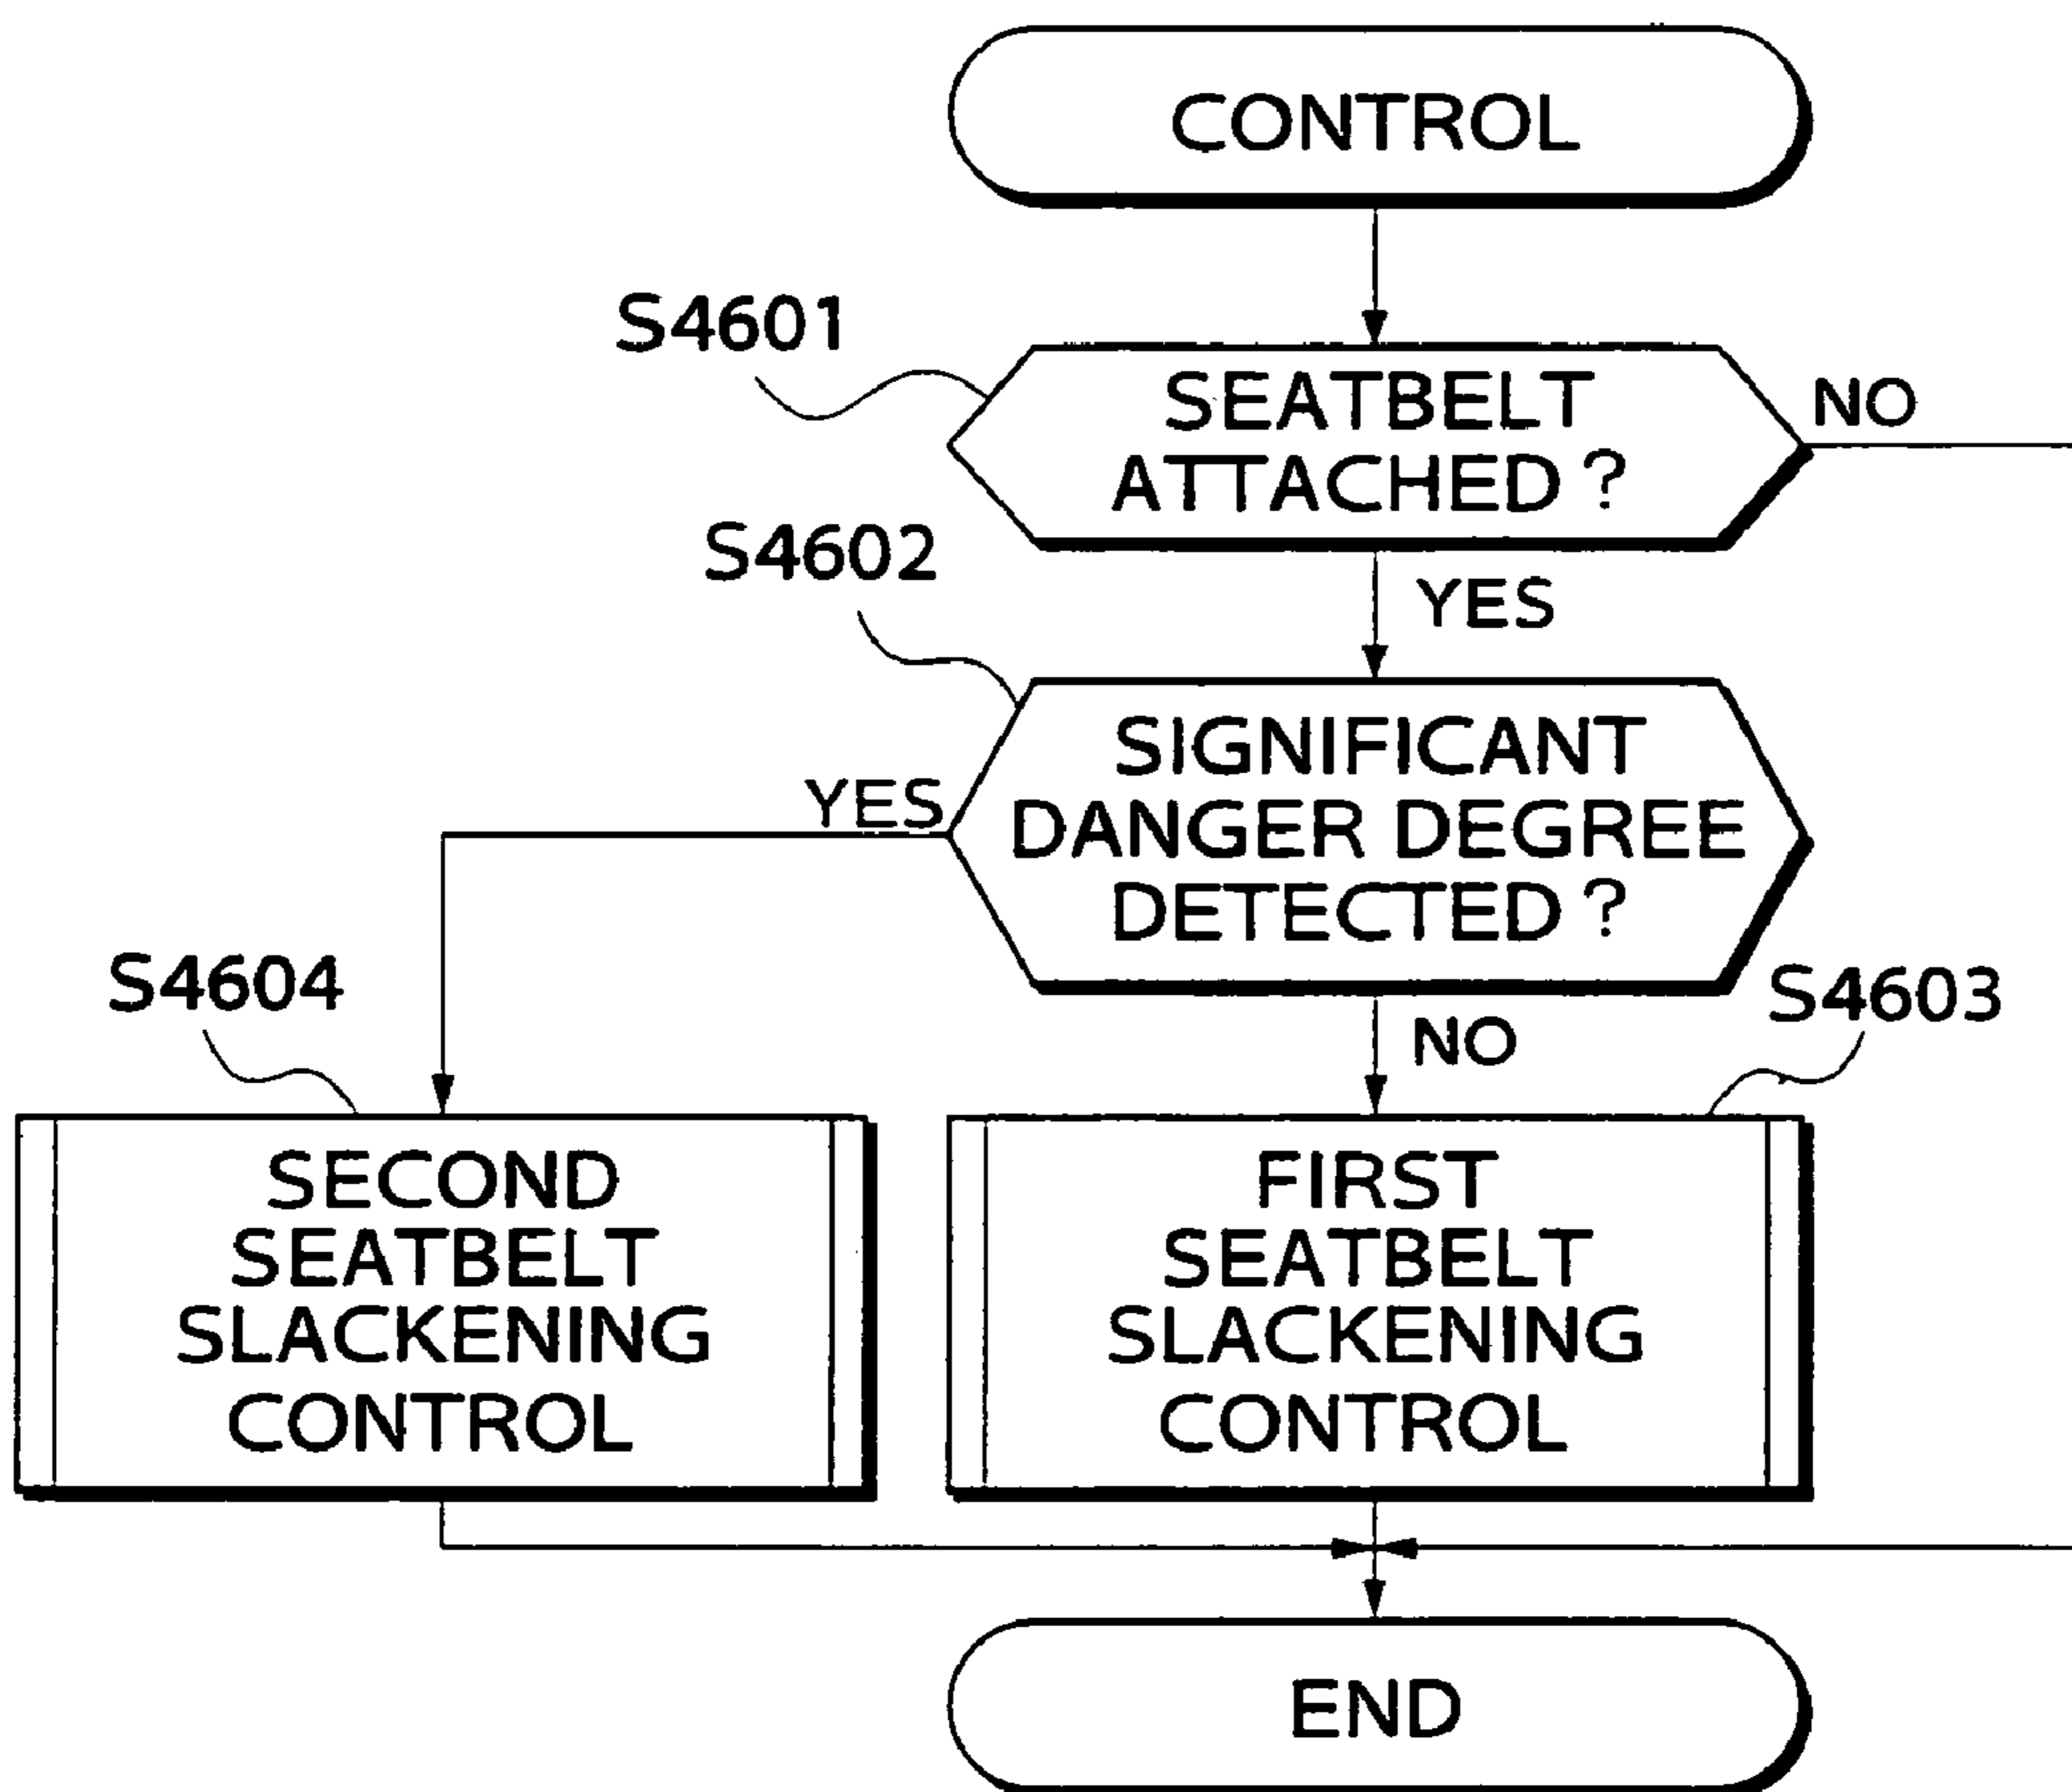 CONTROL
S4601
SEATBELT
ATTACHED ?
NO
S4602
YES
SIGNIFICANT
DANGER DEGREE
DETECTED ?
YES
S4604
NO
S4603
SECOND
SEATBELT
SLACKENING
CONTROL
FIRST
SEATBELT
SLACKENING
CONTROL
END